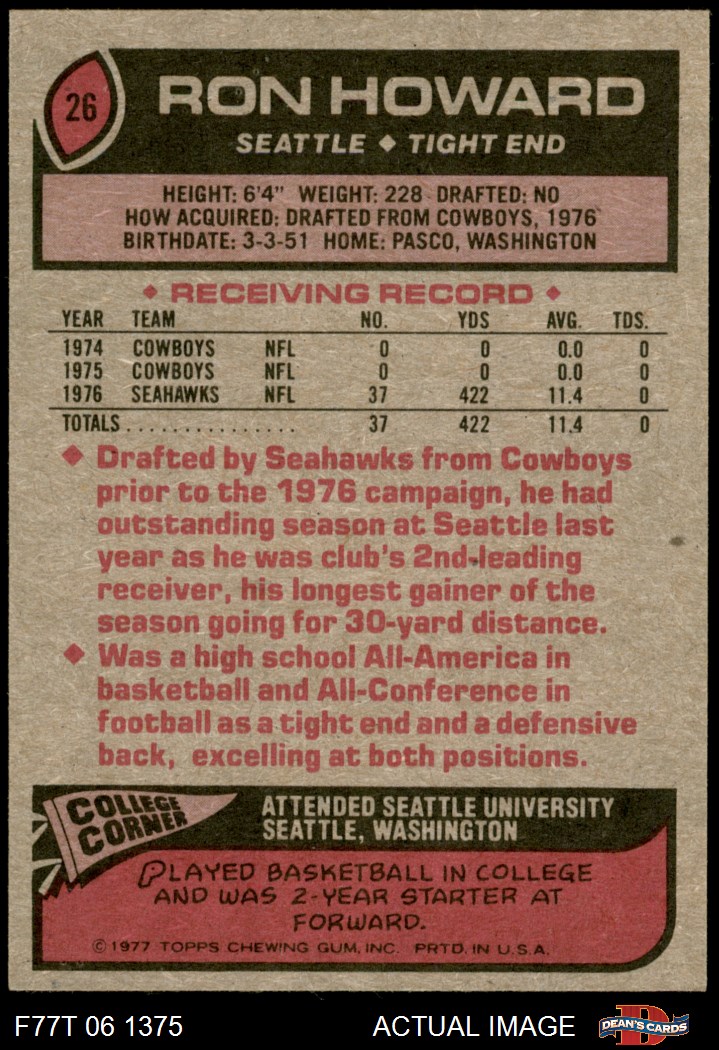 26
RON HOWARD
SEATTLE ◆ TIGHT END
HEIGHT: 6'4" WEIGHT: 228 DRAFTED: NO
HOW ACQUIRED: DRAFTED FROM COWBOYS, 1976
BIRTHDATE: 3-3-51 HOME: PASCO, WASHINGTON
◆ RECEIVING RECORD ◆
YEAR TEAM NO. YDS AVG. TDS.
1974 COWBOYS NFL 0 0 0.0 0
1975 COWBOYS NFL 0 0 0.0 0
1976 SEAHAWKS NFL 37 422 11.4 0
TOTALS............... 37 422 11.4 0
◆ Drafted by Seahawks from Cowboys
prior to the 1976 campaign, he had
outstanding season at Seattle last
year as he was club's 2nd-leading
receiver, his longest gainer of the
season going for 30-yard distance.
◆ Was a high school All-America in
basketball and All-Conference in
football as a tight end and a defensive
back, excelling at both positions.
COLLEGE
CORNER
ATTENDED SEATTLE UNIVERSITY
SEATTLE, WASHINGTON
PLAYED BASKETBALL IN COLLEGE
AND WAS 2-YEAR STARTER AT
FORWARD.
© 1977 TOPPS CHEWING GUM, INC. PRTD. IN U.S.A.
F77T 06 1375 ACTUAL IMAGE
D
DEAN'S CARDS